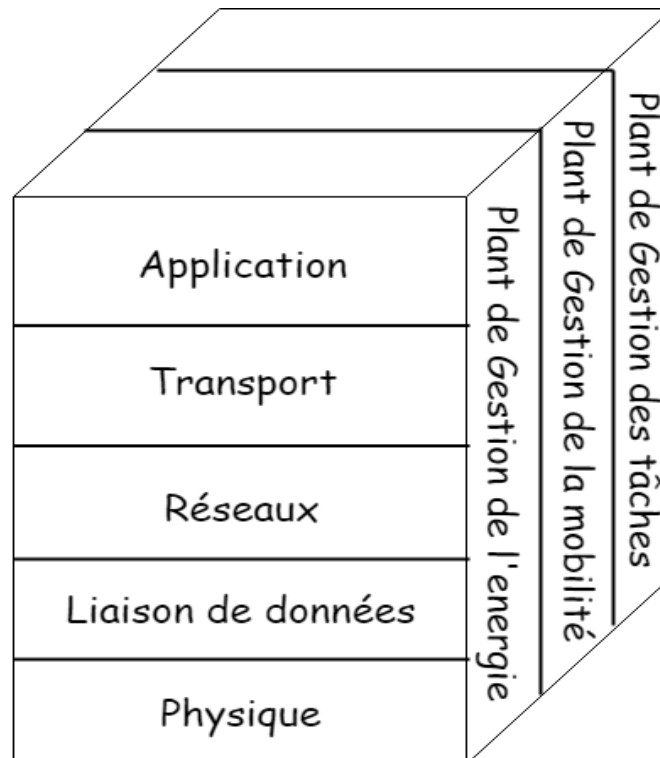 Application
Transport
Réseaux
Liaison de données
Physique
Plant de Gestion de l'energie
Plant de Gestion de la mobilité
Plant de Gestion des tâches